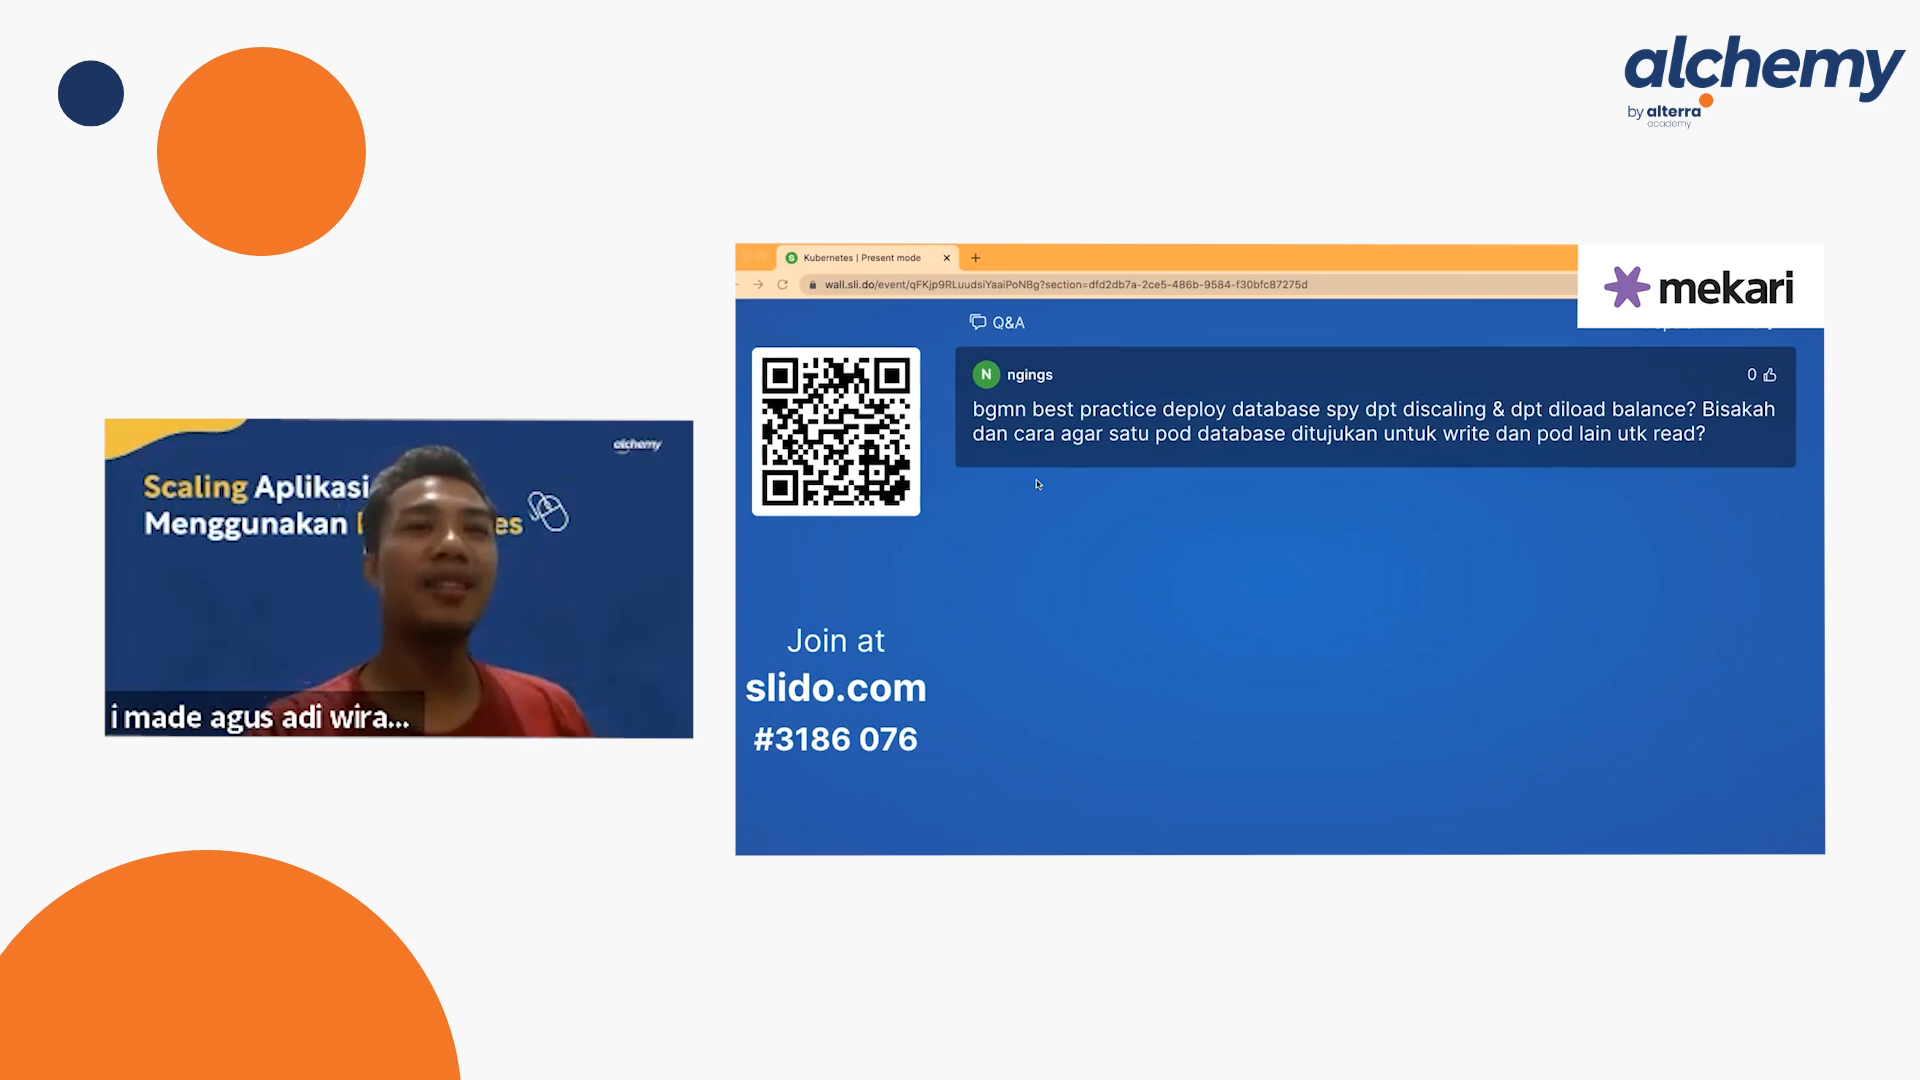 alchemy
by alterra
academy
Kubernetes | Present mode
wall.sli.do/event/qFKjp9RLuudsiYaaiPoNBg?section=dfd2db7a-2ce5-486b-9584-f30bfc87275d
mekari
Q&A
N ngings 0
bgmn best practice deploy database spy dpt discaling & dpt diload balance? Bisakah
dan cara agar satu pod database ditujukan untuk write dan pod lain utk read?
Join at
slido.com
#3186 076
alchemy
Scaling Aplikasi
Menggunakan es
i made agus adi wira...